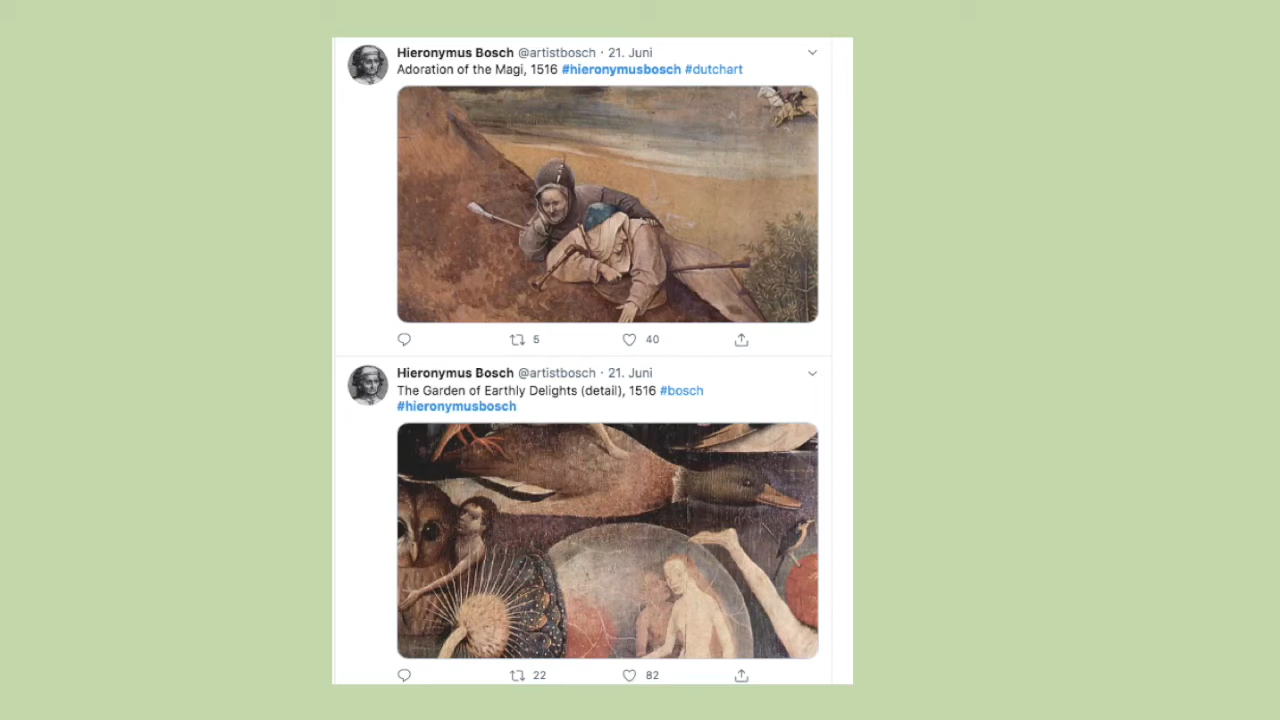 Hieronymus Bosch @artistbosch · 21. Juni
Adoration of the Magi, 1516 #hieronymusbosch #dutchart
5 40
Hieronymus Bosch @artistbosch · 21. Juni
The Garden of Earthly Delights (detail), 1516 #bosch
#hieronymusbosch
22 82